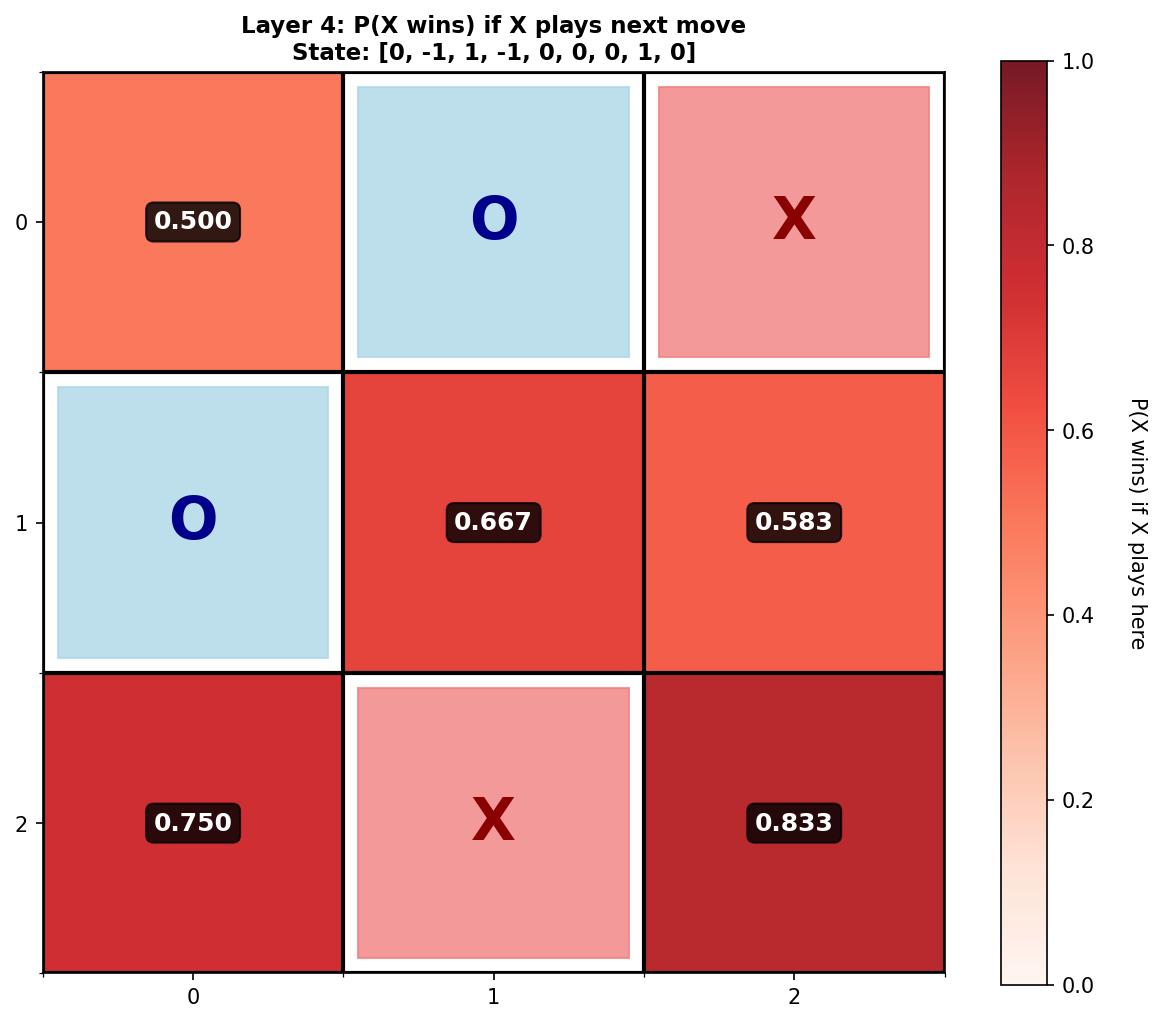 Layer 4: P(X wins) if X plays next move
State: [0, -1, 1, -1, 0, 0, 0, 1, 0]
0
0.500
O
X
1
O
0.667
0.583
2
0.750
X
0.833
0
1
2
1.0
0.8
0.6
0.4
0.2
0.0
P(X wins) if X plays here